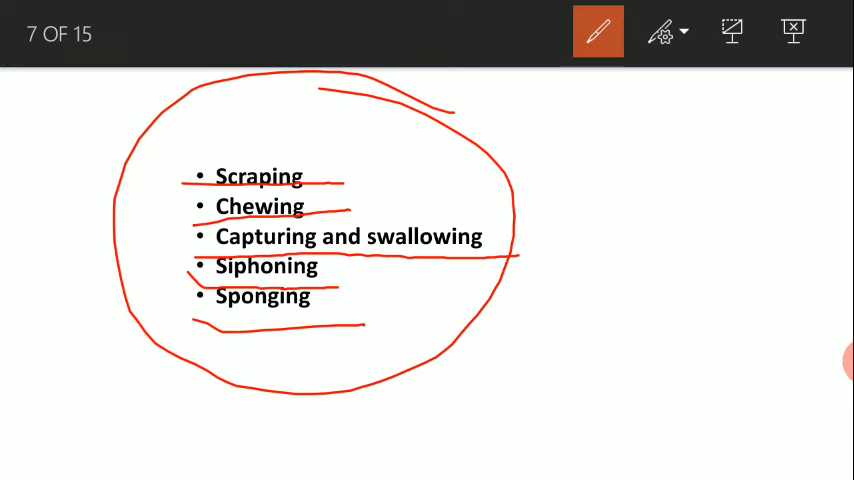 7 OF 15
• Scraping
• Chewing
• Capturing and swallowing
• Siphoning
• Sponging